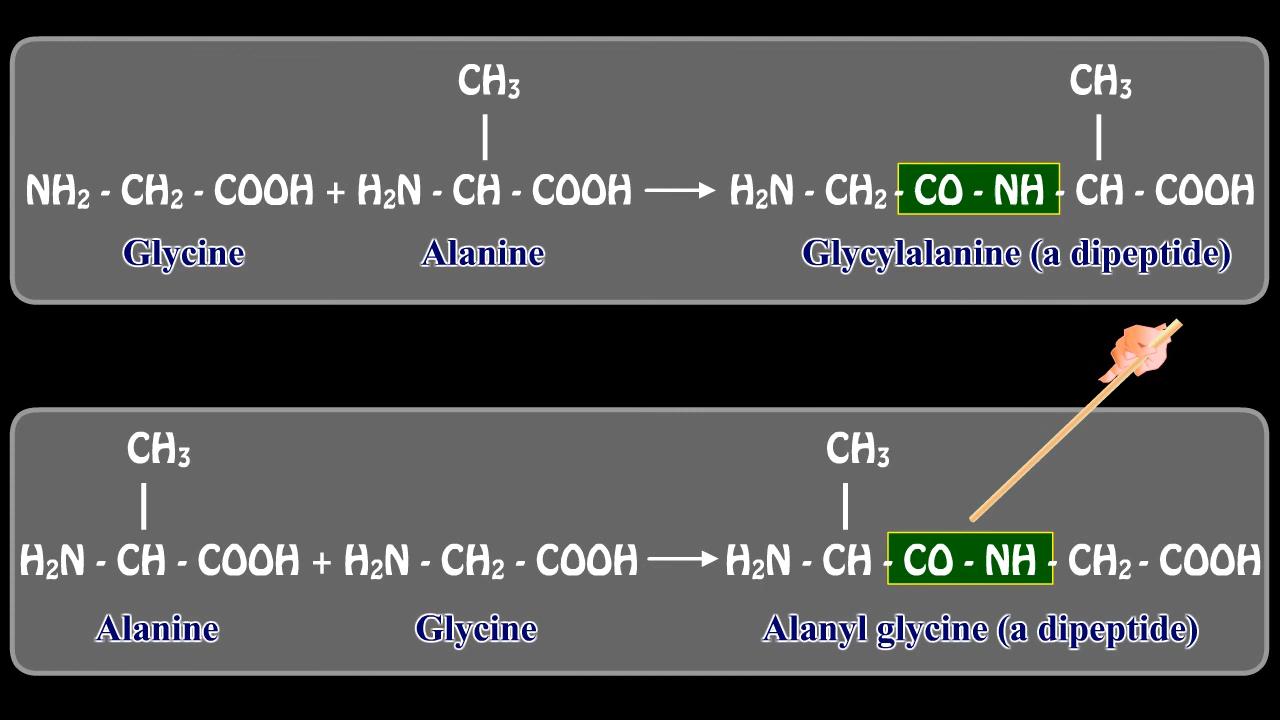 CH₃ CH₃
NH₂ - CH₂ - COOH + H₂N - CH - COOH ⟶ H₂N - CH₂ - CO - NH - CH - COOH
Glycine Alanine Glycylalanine (a dipeptide)
CH₃ CH₃
H₂N - CH - COOH + H₂N - CH₂ - COOH ⟶ H₂N - CH - CO - NH - CH₂ - COOH
Alanine Glycine Alanyl glycine (a dipeptide)